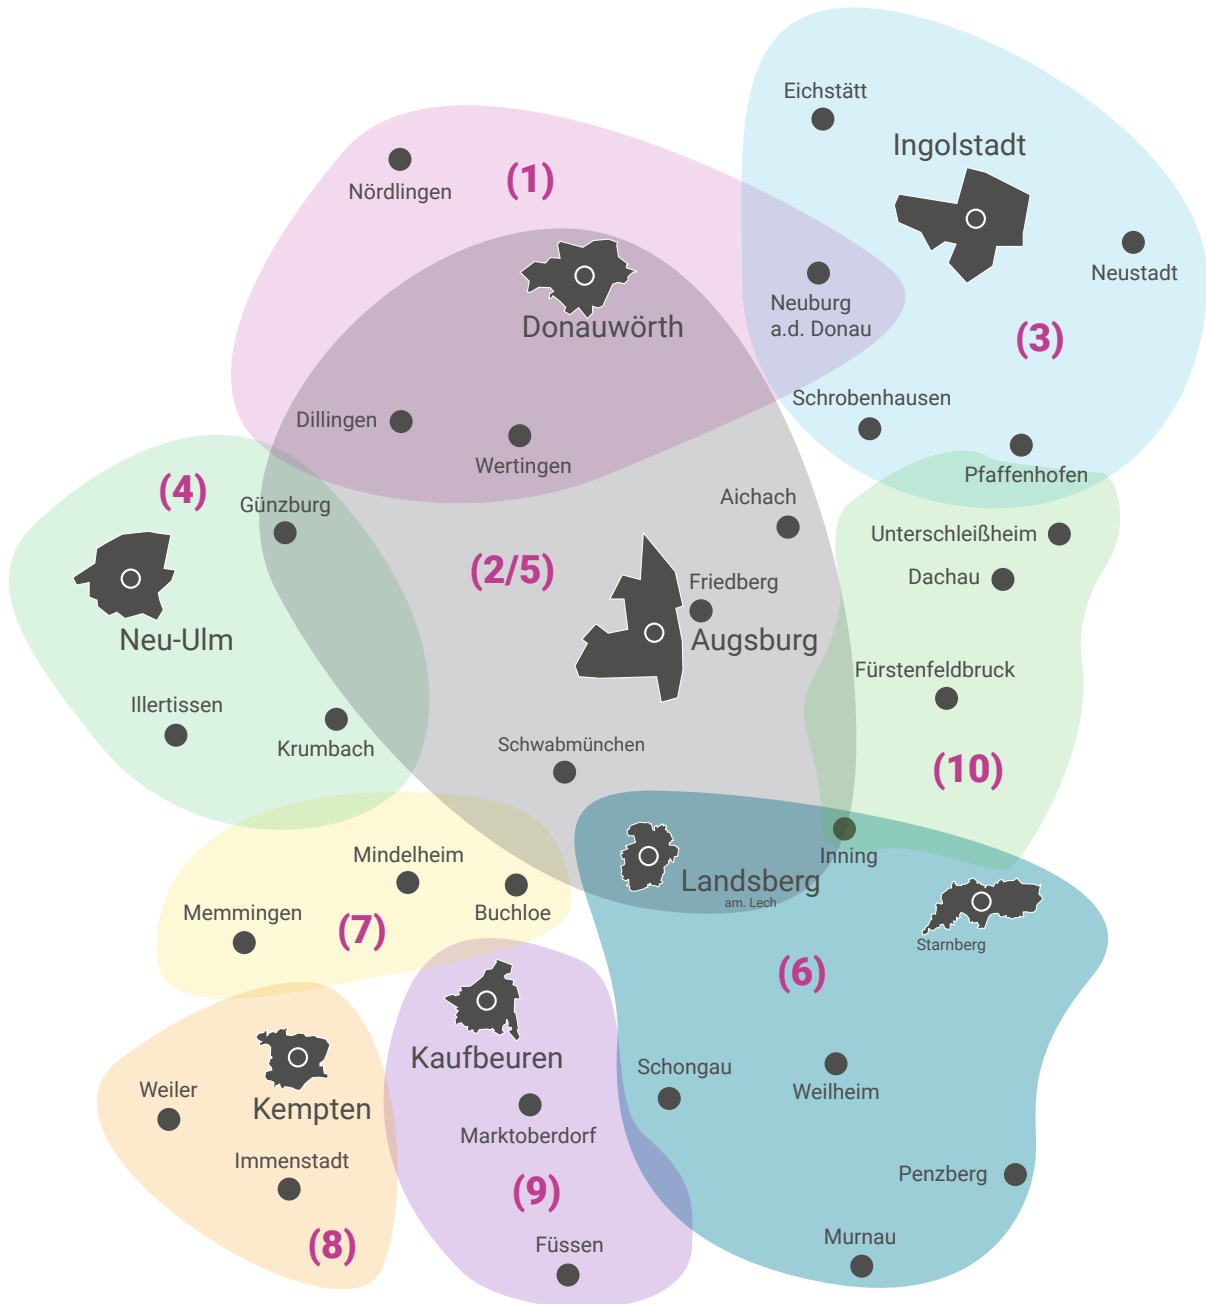 Eichstätt
Ingolstadt
(1)
Nördlingen
Neustadt
Neuburg
a.d. Donau
Donauwörth
(3)
Schrobenhausen
Dillingen
Wertingen
Pfaffenhofen
(4)
Günzburg
Aichach
Unterschleißheim
(2/5)
Dachau
Friedberg
Neu-Ulm
Augsburg
Fürstenfeldbruck
Illertissen
Krumbach
Schwabmünchen
(10)
Mindelheim
Inning
Landsberg
am. Lech
Memmingen
Buchloe
(7)
Starnberg
(6)
Kaufbeuren
Schongau
Weilheim
Weiler
Kempten
Marktoberdorf
Immenstadt
Penzberg
(9)
Murnau
(8)
Füssen